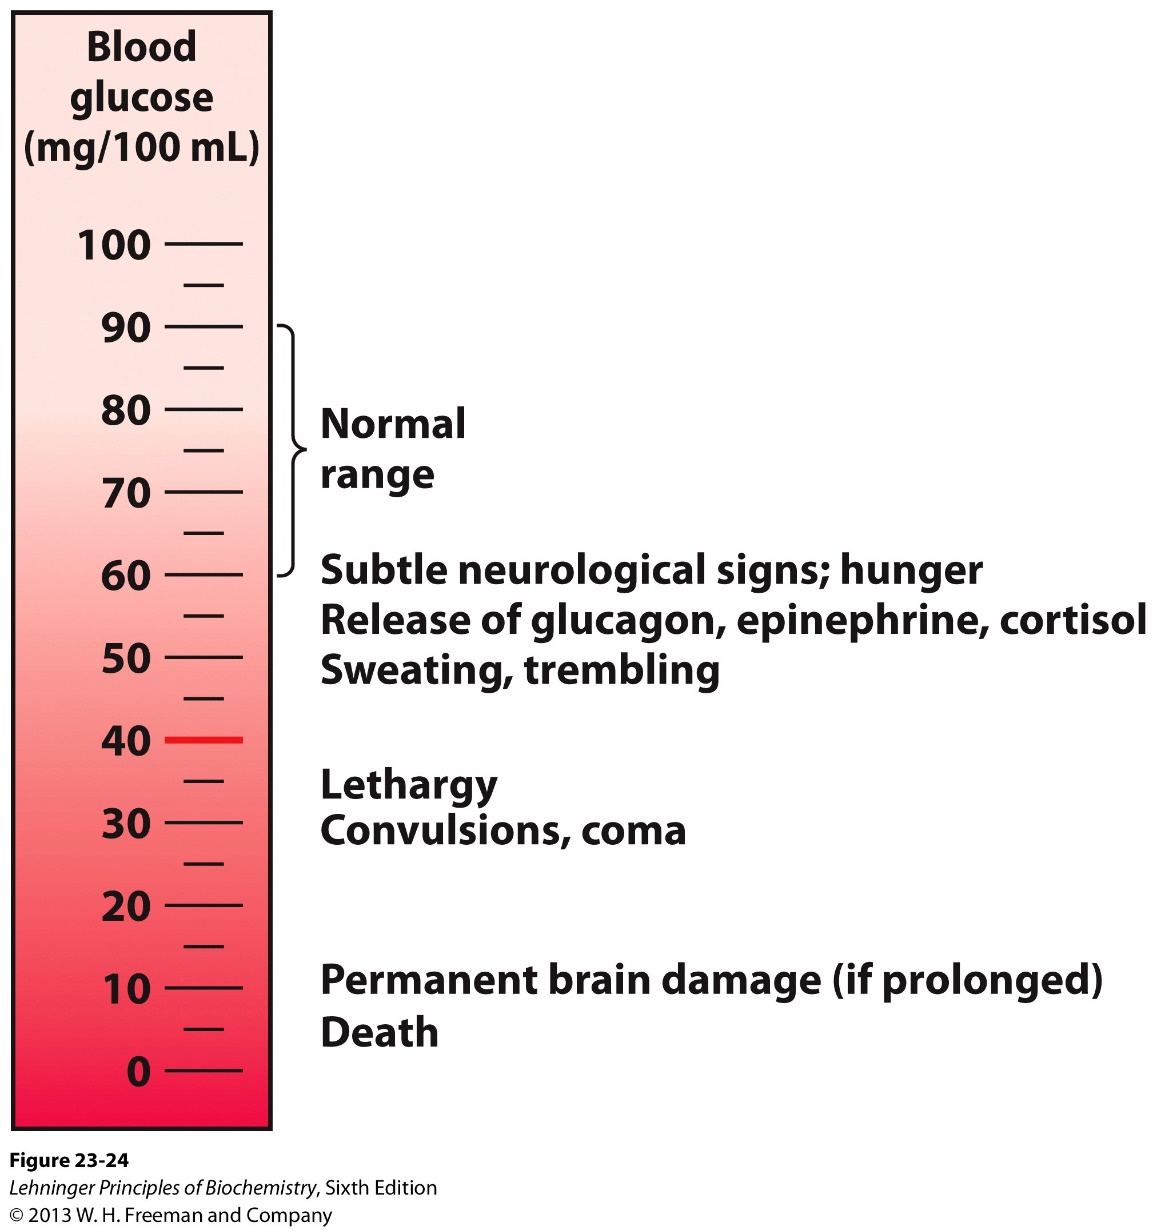 Blood
glucose
(mg/100 mL)
100
90
80
Normal
range
70
60
Subtle neurological signs; hunger
Release of glucagon, epinephrine, cortisol
50
Sweating, trembling
40
Lethargy
30
Convulsions, coma
20
10
Permanent brain damage (if prolonged)
Death
0
Figure 23-24
Lehninger Principles of Biochemistry, Sixth Edition
© 2013 W. H. Freeman and Company